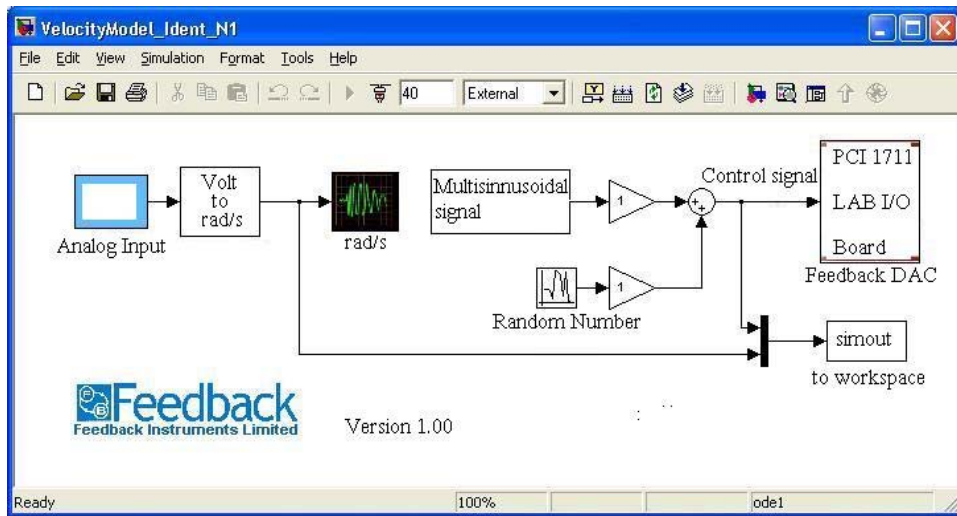 VelocityModel_Ident_N1
File Edit View Simulation Format Tools Help
40 External
Volt
to
rad/s
Analog Input
rad/s
Multisinnusoidal
signal
1
Control signal
PCI 1711
LAB I/O
Board
Feedback DAC
Random Number
1
simout
to workspace
Feedback
Feedback Instruments Limited
Version 1.00
Ready 100% ode1